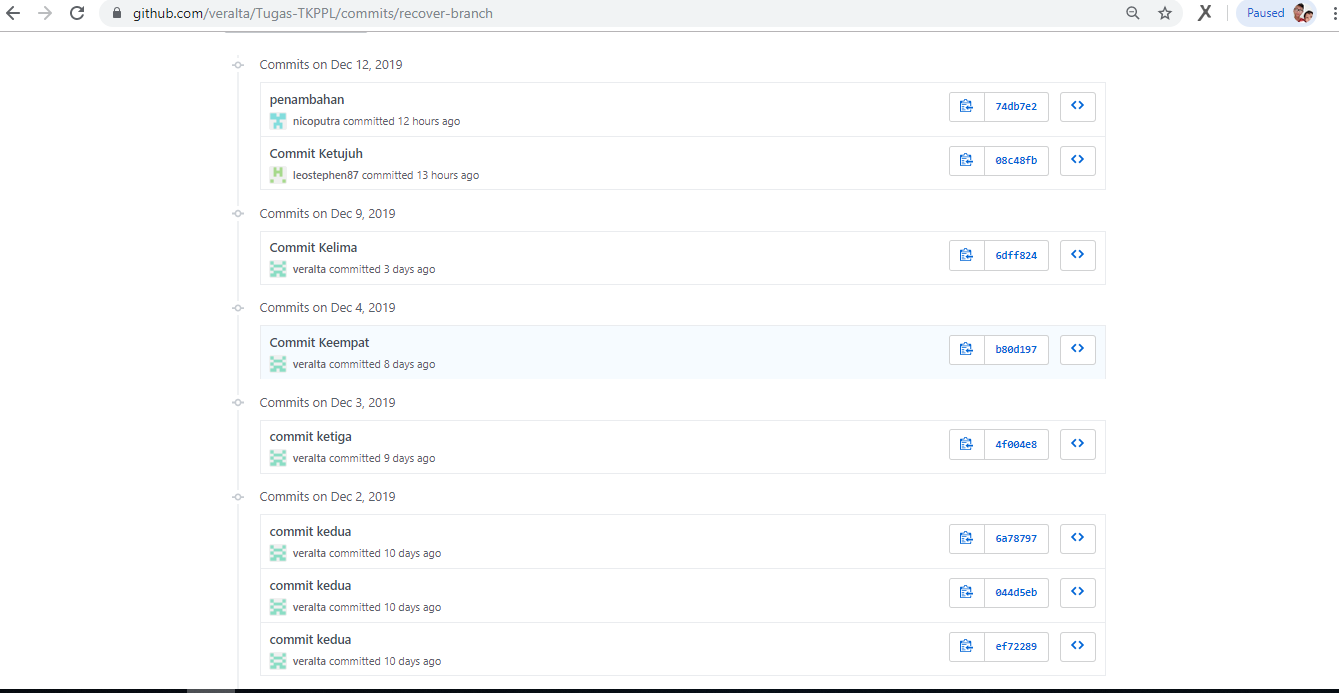 github.com/veralta/Tugas-TKPPL/commits/recover-branch
Paused
Commits on Dec 12, 2019
penambahan
74db7e2
nicoputra committed 12 hours ago
Commit Ketujuh
08c48fb
leostephen87 committed 13 hours ago
Commits on Dec 9, 2019
Commit Kelima
6dff824
veralta committed 3 days ago
Commits on Dec 4, 2019
Commit Keempat
b80d197
veralta committed 8 days ago
Commits on Dec 3, 2019
commit ketiga
4f004e8
veralta committed 9 days ago
Commits on Dec 2, 2019
commit kedua
6a78797
veralta committed 10 days ago
commit kedua
044d5eb
veralta committed 10 days ago
commit kedua
ef72289
veralta committed 10 days ago